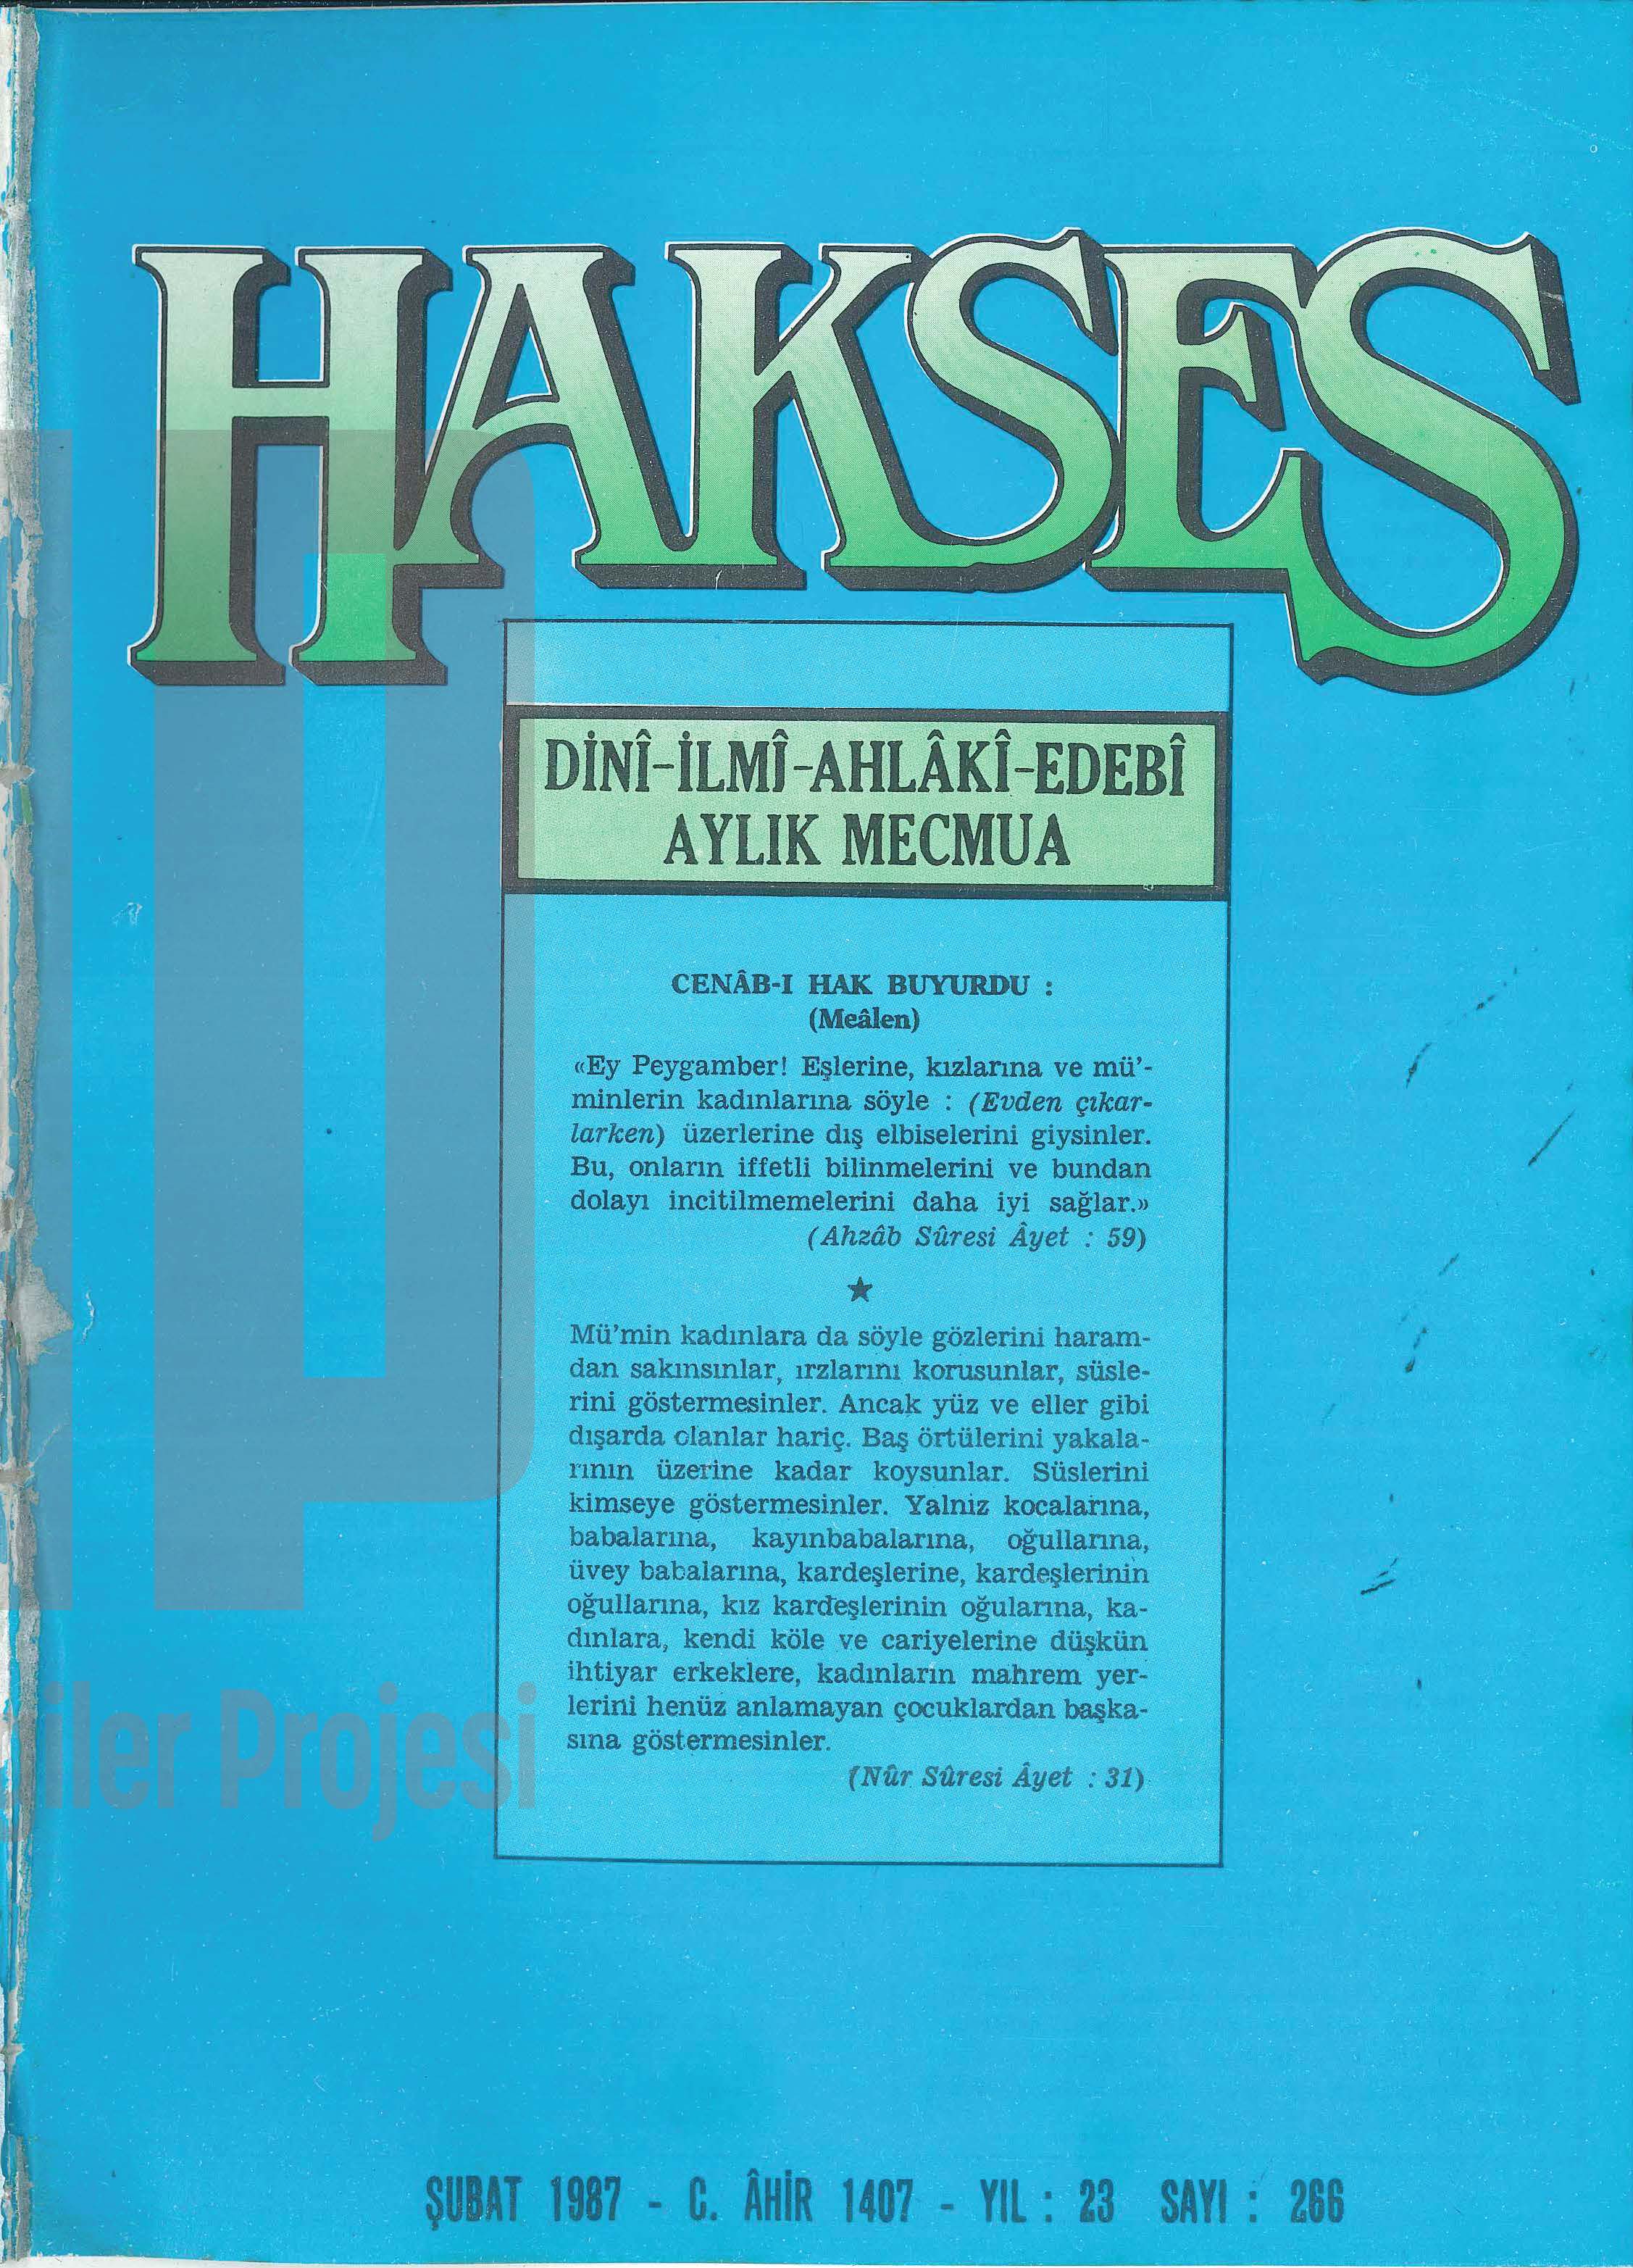 HAKSES
DİNÎ-İLMÎ-AHLÂKÎ-EDEBÎ
AYLIK MECMUA
CENÂB-I HAK BUYURDU :
(Meâlen)
«Ey Peygamber! Eşlerine, kızlarına ve mü'-
minlerin kadınlarına söyle : (Evden çıkar-
larken) üzerlerine dış elbiselerini giysinler.
Bu, onların iffetli bilinmelerini ve bundan
dolayı incitilmemelerini daha iyi sağlar.»
(Ahzâb Sûresi Âyet : 59)
★
Mü'min kadınlara da söyle gözlerini haram-
dan sakınsınlar, ırzlarını korusunlar, süsle-
rini göstermesinler. Ancak yüz ve eller gibi
dışarda olanlar hariç. Baş örtülerini yakala-
rının üzerine kadar koysunlar. Süslerini
kimseye göstermesinler. Yalnız kocalarına,
babalarına, kayınbabalarına, oğullarına,
üvey babalarına, kardeşlerine, kardeşlerinin
oğullarına, kız kardeşlerinin oğularına, ka-
dınlara, kendi köle ve cariyelerine düşkün
ihtiyar erkeklere, kadınların mahrem yer-
lerini henüz anlamayan çocuklardan başka-
sına göstermesinler.
(Nûr Sûresi Âyet : 31)
iler Projesi
ŞUBAT 1987 - C. ÂHİR 1407 - YIL : 23 SAYI : 266